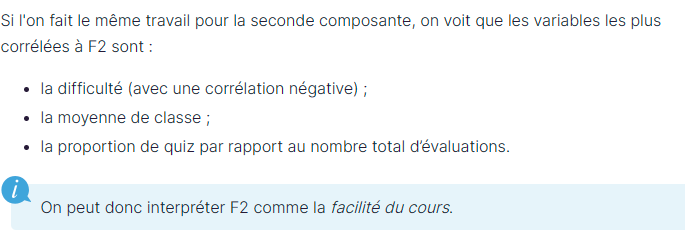 Si l'on fait le même travail pour la seconde composante, on voit que les variables les plus
corrélées à F2 sont :
• la difficulté (avec une corrélation négative) ;
• la moyenne de classe ;
• la proportion de quiz par rapport au nombre total d'évaluations.
i
On peut donc interpréter F2 comme la facilité du cours.